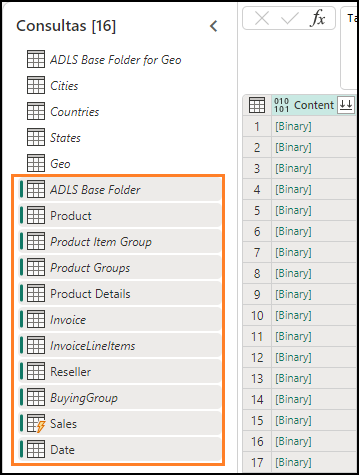 Consultas [16]
ADLS Base Folder for Geo
Cities
Countries
States
Geo
ADLS Base Folder
Product
Product Item Group
Product Groups
Product Details
Invoice
InvoiceLineItems
Reseller
BuyingGroup
Sales
Date
fx
Ta
010
101 Content
1 [Binary]
2 [Binary]
3 [Binary]
4 [Binary]
5 [Binary]
6 [Binary]
7 [Binary]
8 [Binary]
9 [Binary]
10 [Binary]
11 [Binary]
12 [Binary]
13 [Binary]
14 [Binary]
15 [Binary]
16 [Binary]
17 [Binary]